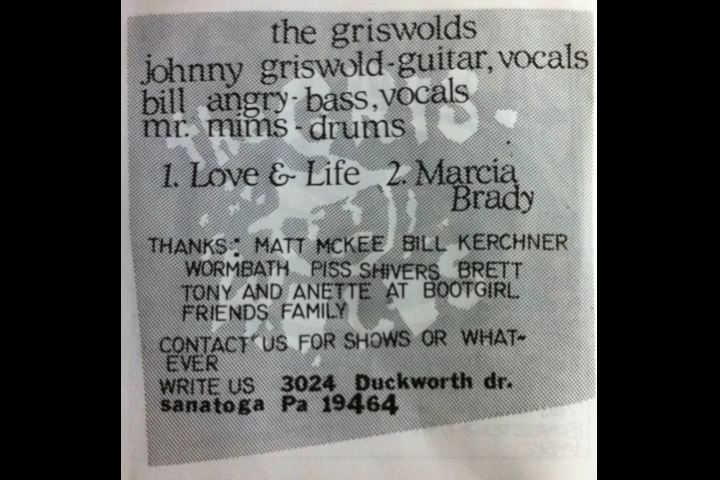 the griswolds
johnny griswold-guitar, vocals
bill angry-bass, vocals
mr. mims-drums
1. Love & Life 2. Marcia
Brady
THANKS: MATT MCKEE BILL KERCHNER
WORMBATH PISS SHIVERS BRETT
TONY AND ANETTE AT BOOTGIRL
FRIENDS FAMILY
CONTACT US FOR SHOWS OR WHAT-
EVER
WRITE US 3024 Duckworth dr.
sanatoga Pa 19464